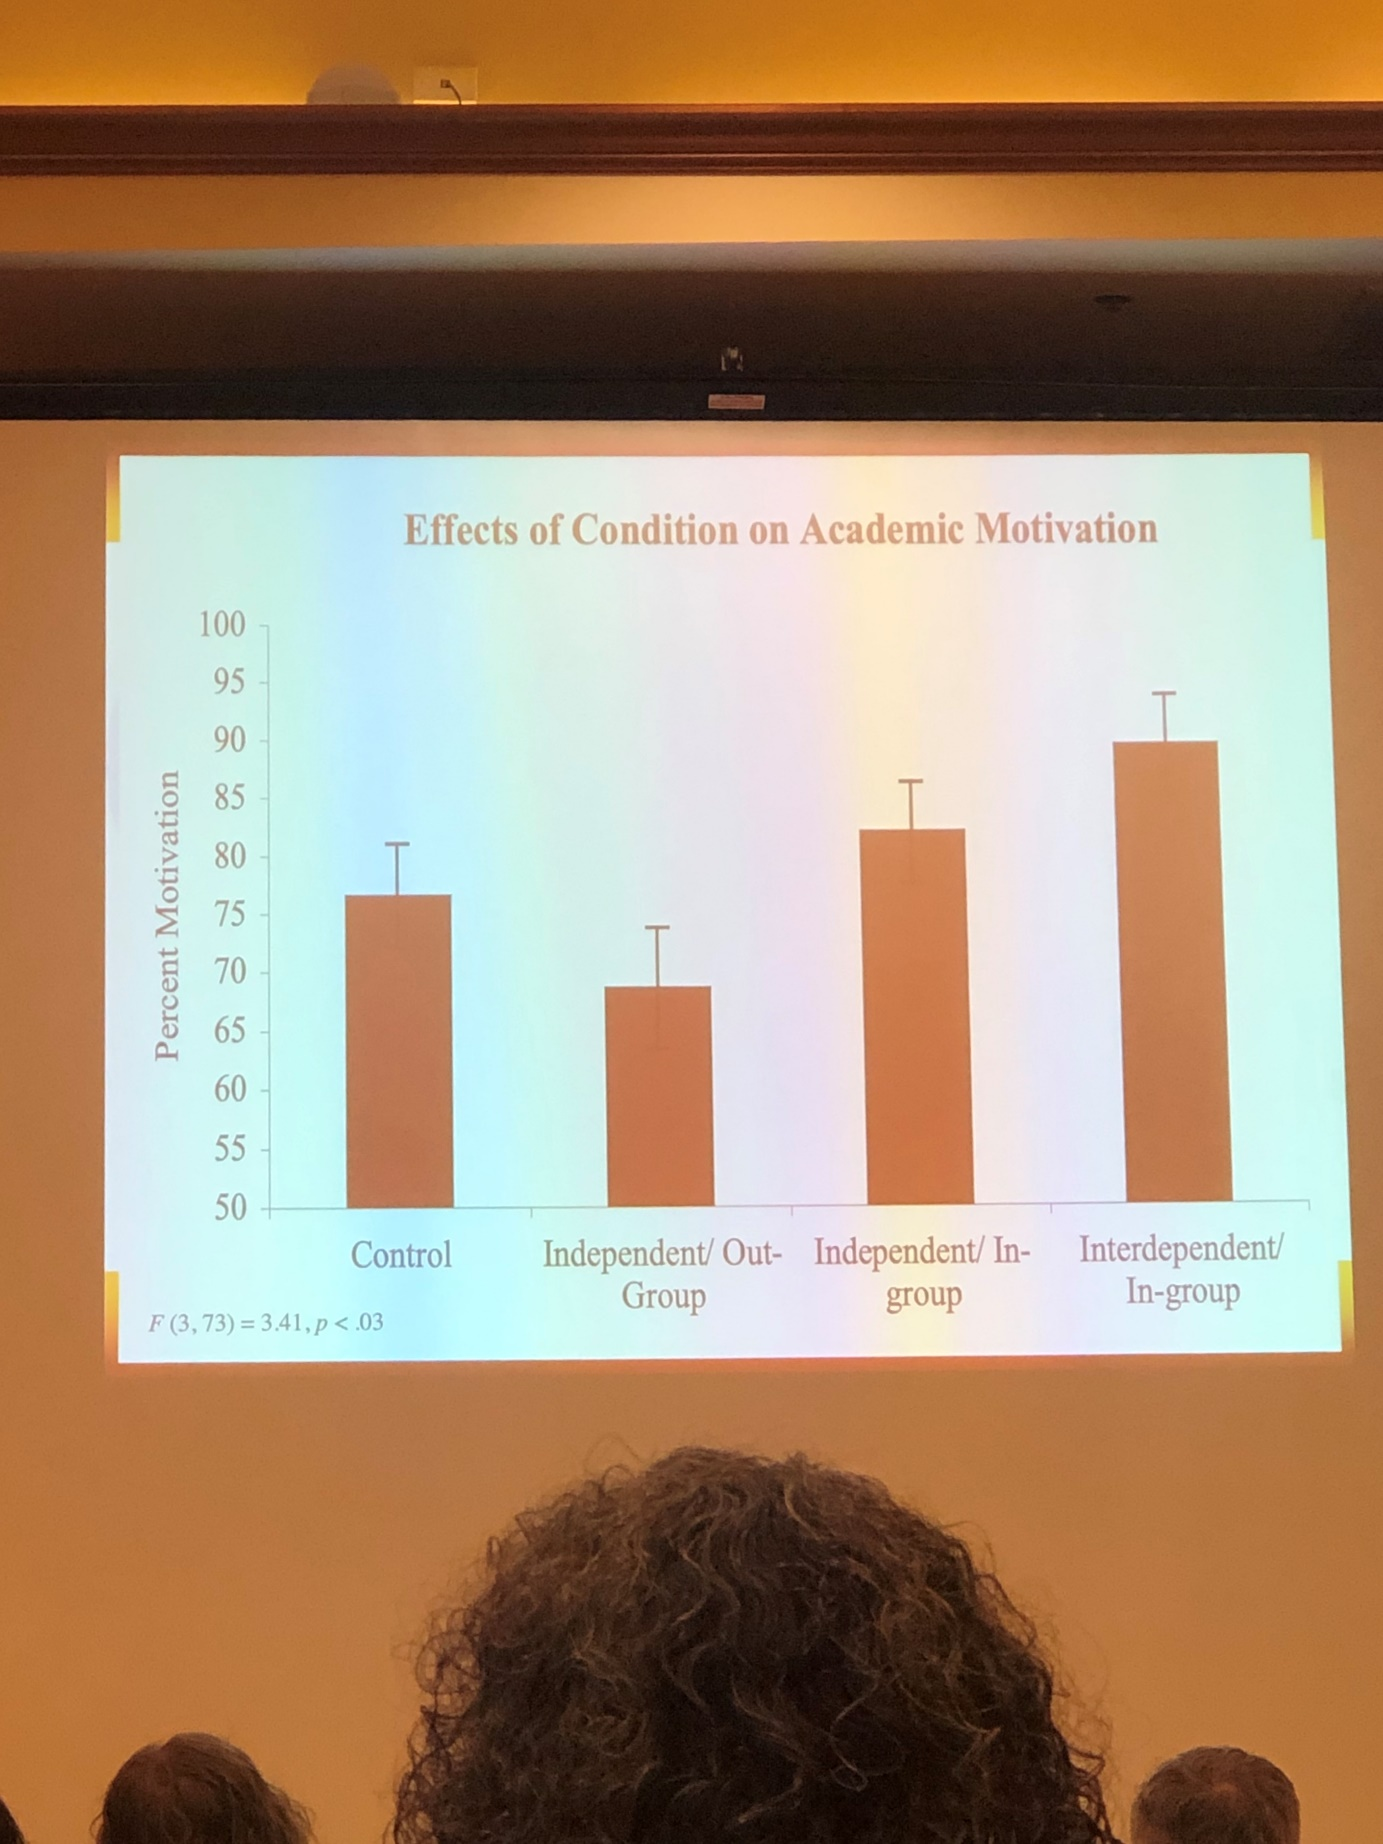 Effects of Condition on Academic Motivation
100
95
90
85
80
75
70
65
60
55
50
Percent Motivation
Control
Independent/ Out-
Group
Independent/ In-
group
Interdependent/
In-group
F (3, 73) = 3.41, p < .03